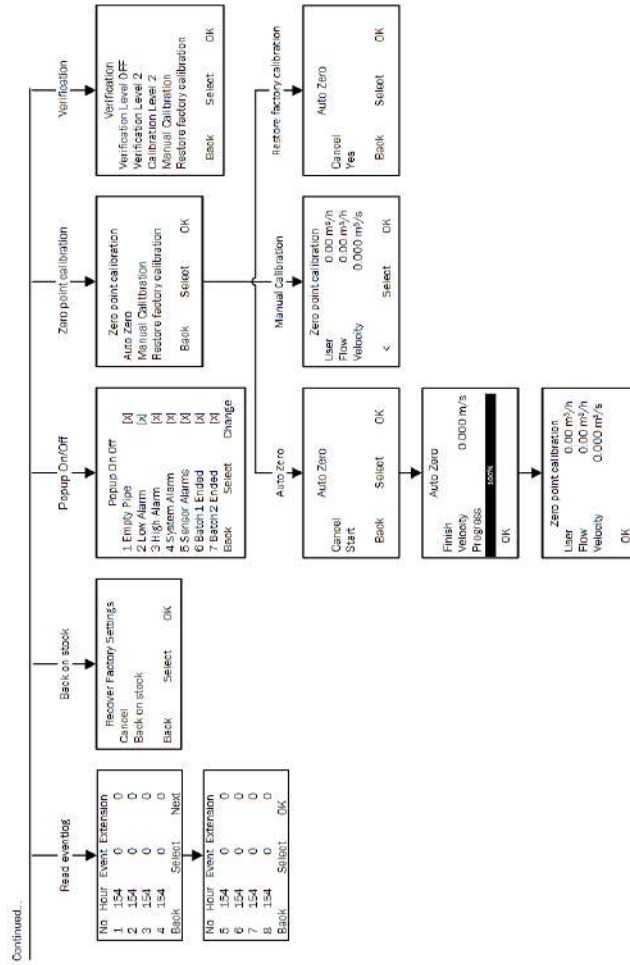 Continued...
Read eventlog
No Hour Event Extension
1 154 0 0
2 154 0 0
3 154 0 0
4 154 0 0
Back Select Next
No Hour Event Extension
5 154 0 0
6 154 0 0
7 154 0 0
8 154 0 0
Back Select OK
Back on stock
Recover Factory Settings
Cancel
Back on stock
Back Select OK
Popup On/Off
Popup On Off
1 Empty Pipe [x]
2 Low Alarm [x]
3 High Alarm [x]
4 System Alarm [x]
5 Sensor Alarms [x]
6 Batch 1 Ended [x]
7 Batch 2 Ended [x]
Back Select Change
Zero point calibration
Zero point calibration
Auto Zero
Manual Calitbration
Restore factory calibration
Back Select OK
Verification
Verification
Verification Level OFF
Verification Level 2
Calibration Level 2
Manual Calibration
Restore factory calibration
Back Select OK
Auto Zero
Auto Zero
Cancel
Start
Back Select OK
Auto Zero
Finish
Velocity 0.000 m/s
Progress
100%
OK
Zero point calibration
User 0.00 m³/h
Flow 0.00 m³/h
Velocity 0.000 m³/s
OK
Manual Calibration
Zero point calibration
User 0.00 m³/h
Flow 0.00 m³/h
Velocity 0.000 m³/s
< Select OK
Restore factory calibration
Auto Zero
Cancel
Yes
Back Select OK